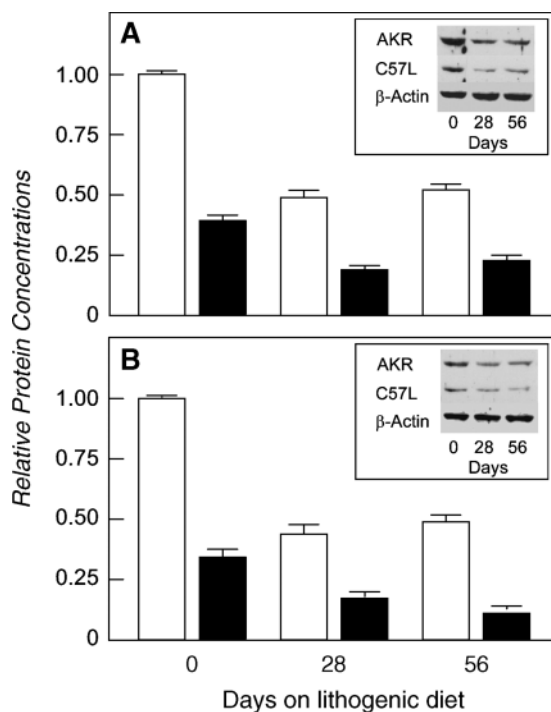 Relative Protein Concentrations
A
1.00
0.75
0.50
0.25
0
AKR
C57L
β-Actin
0 28 56
Days
B
1.00
0.75
0.50
0.25
0
AKR
C57L
β-Actin
0 28 56
Days
0 28 56
Days on lithogenic diet